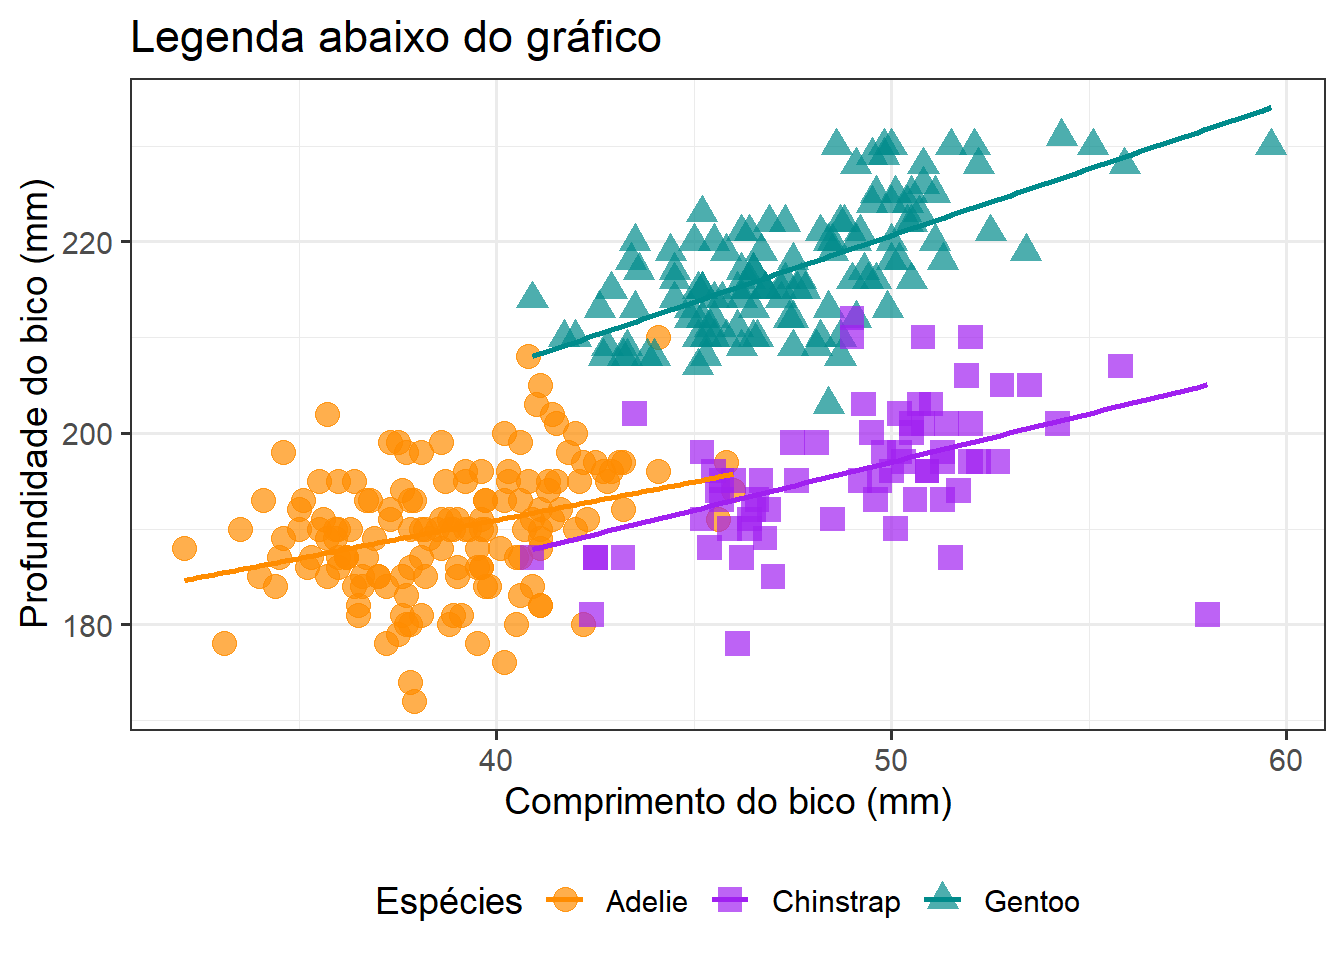 Legenda abaixo do gráfico
Profundidade do bico (mm)
220
200
180
40 50 60
Comprimento do bico (mm)
Espécies Adelie Chinstrap Gentoo